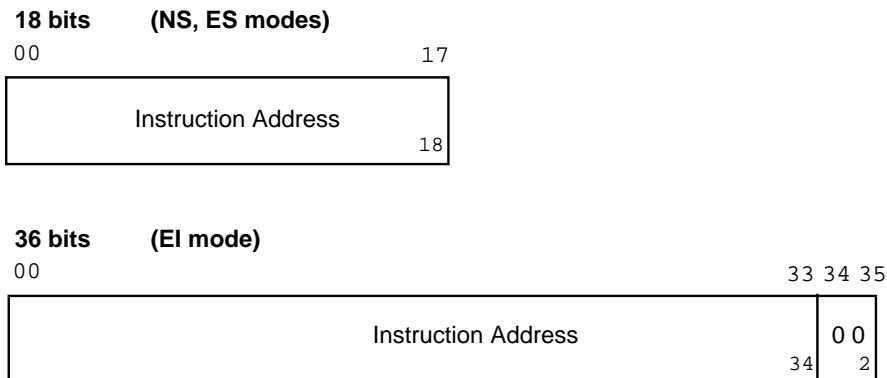 18 bits (NS, ES modes)
00 17
Instruction Address
18
36 bits (EI mode)
00 33 34 35
Instruction Address 0 0
34 2